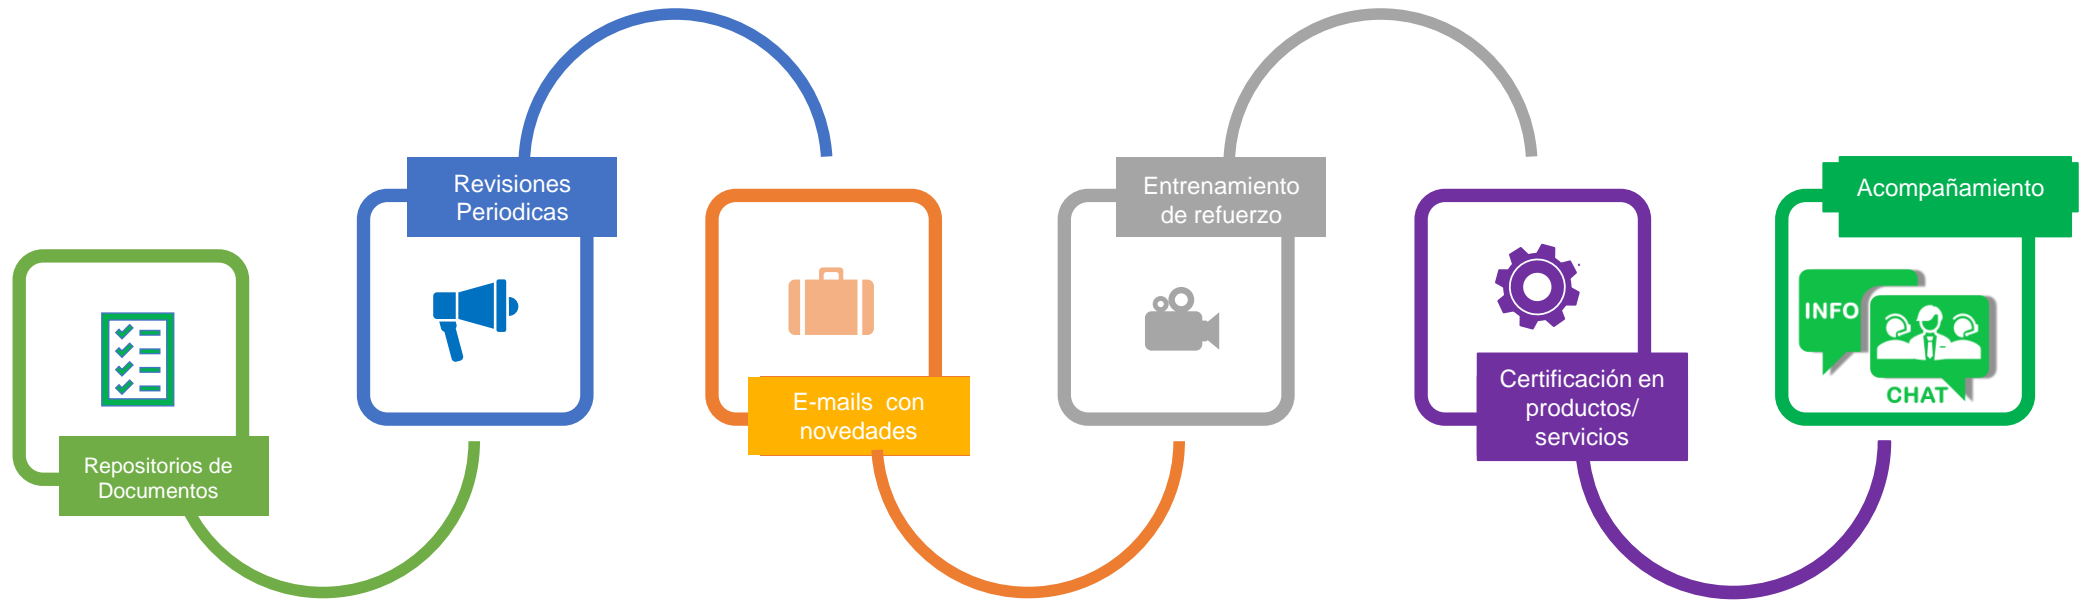 Repositorios de
Documentos
Revisiones
Periodicas
E-mails  con
novedades
Entrenamiento
de refuerzo
Certificación en
productos/
servicios
Acompañamiento
INFO
CHAT